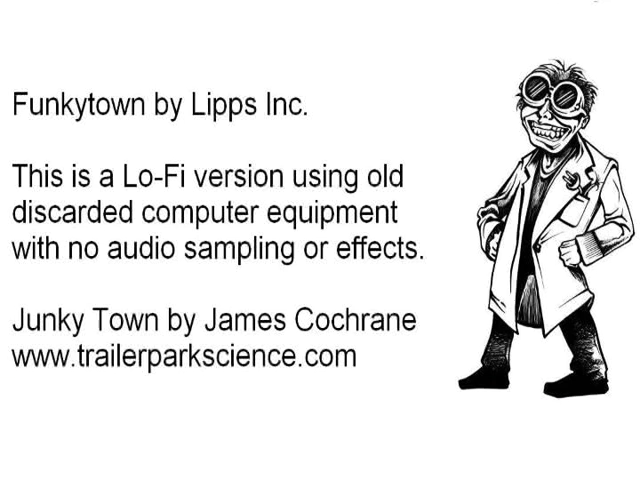 Funkytown by Lipps Inc.
This is a Lo-Fi version using old
discarded computer equipment
with no audio sampling or effects.
Junky Town by James Cochrane
www.trailerparkscience.com